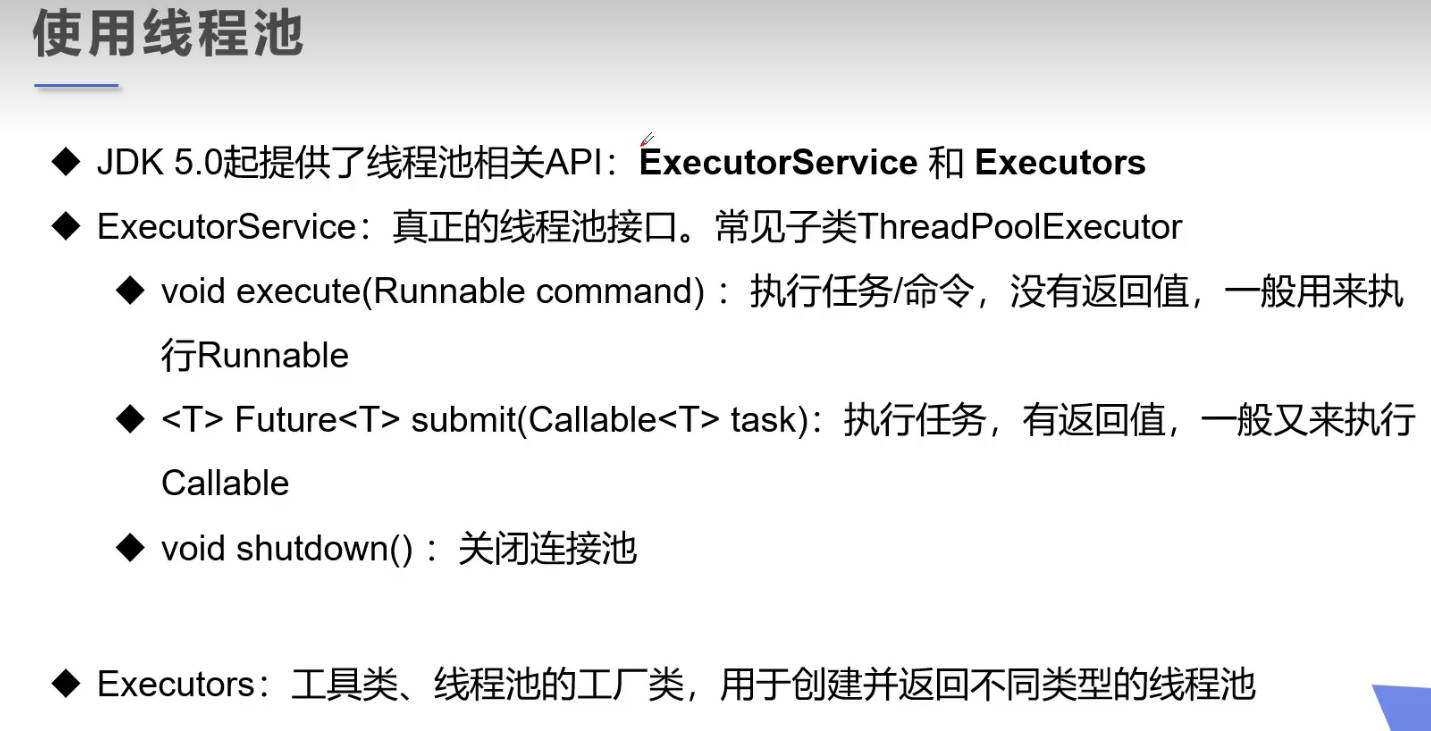 使用线程池
JDK 5.0起提供了线程池相关API：ExecutorService 和 Executors
ExecutorService：真正的线程池接口。常见子类ThreadPoolExecutor
void execute(Runnable command) ：执行任务/命令，没有返回值，一般用来执
行Runnable
<T> Future<T> submit(Callable<T> task)：执行任务，有返回值，一般又来执行
Callable
void shutdown() ：关闭连接池
Executors：工具类、线程池的工厂类，用于创建并返回不同类型的线程池